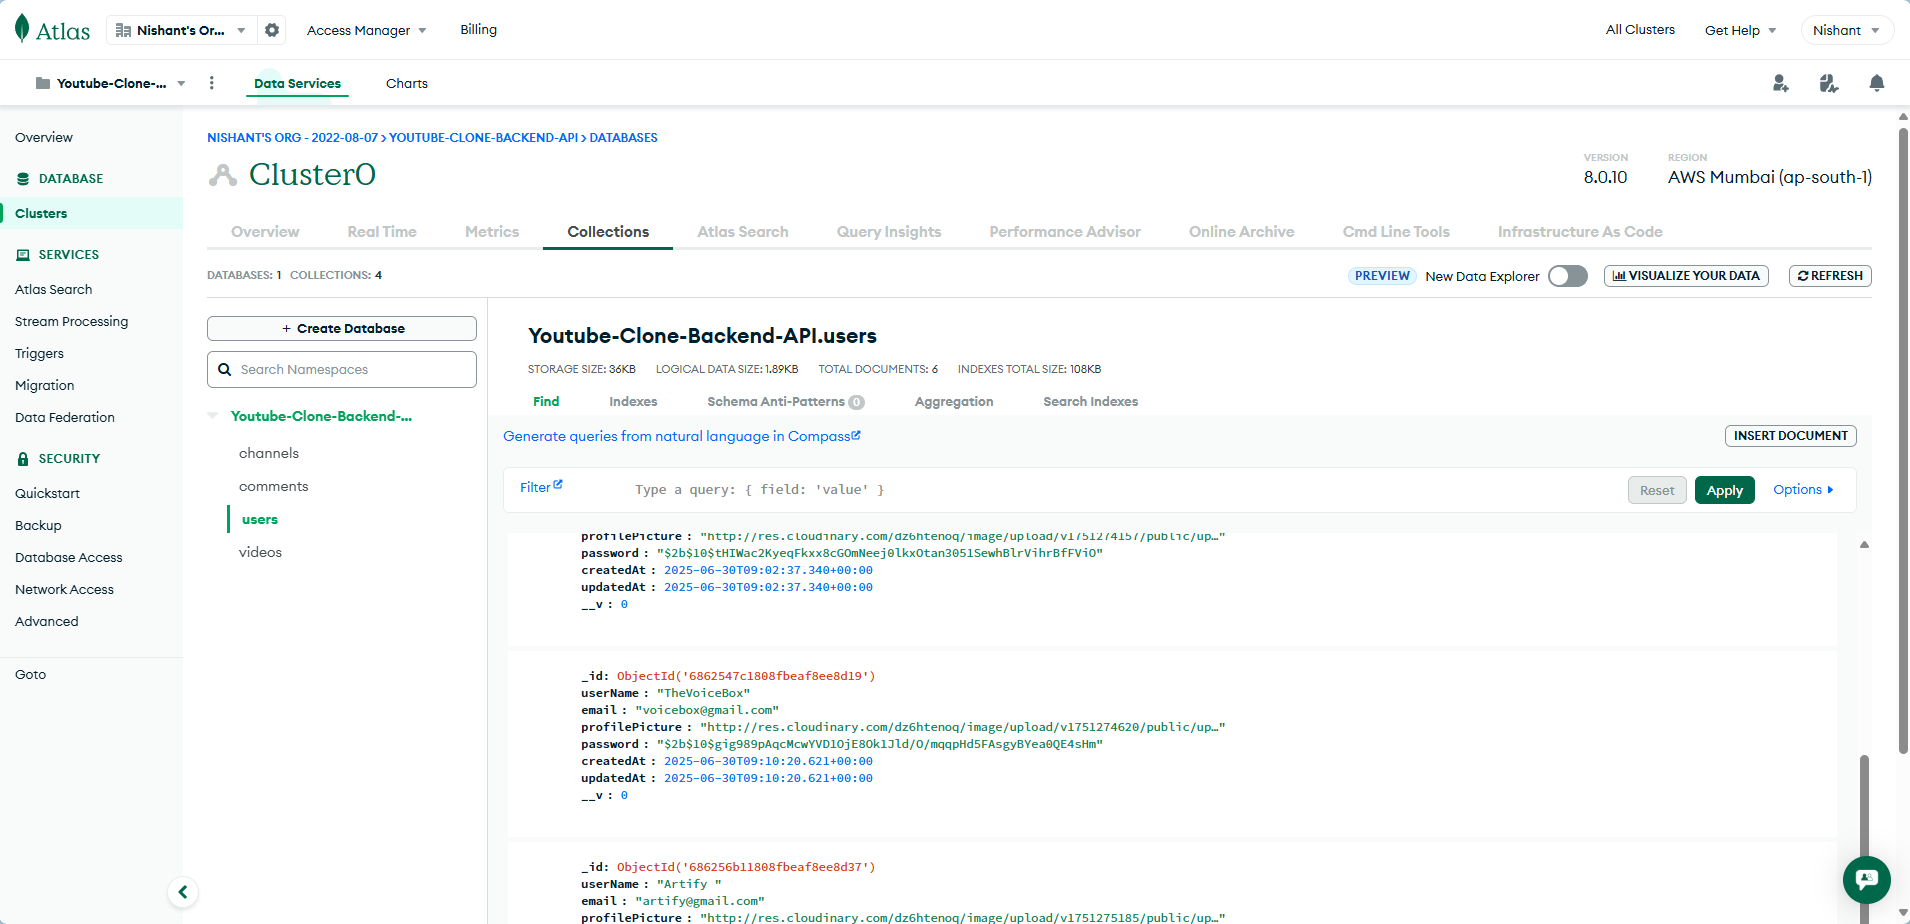 Atlas
Nishant's Or...
Access Manager
Billing
All Clusters
Get Help
Nishant
Youtube-Clone-...
Data Services
Charts
Overview
DATABASE
Clusters
SERVICES
Atlas Search
Stream Processing
Triggers
Migration
Data Federation
SECURITY
Quickstart
Backup
Database Access
Network Access
Advanced
Goto
NISHANT'S ORG - 2022-08-07 > YOUTUBE-CLONE-BACKEND-API > DATABASES
Cluster0
VERSION
8.0.10
REGION
AWS Mumbai (ap-south-1)
Overview
Real Time
Metrics
Collections
Atlas Search
Query Insights
Performance Advisor
Online Archive
Cmd Line Tools
Infrastructure As Code
DATABASES: 1 COLLECTIONS: 4
PREVIEW New Data Explorer
VISUALIZE YOUR DATA
REFRESH
+ Create Database
Search Namespaces
Youtube-Clone-Backend-...
channels
comments
users
videos
Youtube-Clone-Backend-API.users
STORAGE SIZE: 36KB LOGICAL DATA SIZE: 1.89KB TOTAL DOCUMENTS: 6 INDEXES TOTAL SIZE: 108KB
Find
Indexes
Schema Anti-Patterns 0
Aggregation
Search Indexes
Generate queries from natural language in Compass
INSERT DOCUMENT
Filter
Type a query: { field: 'value' }
Reset
Apply
Options
profilePicture : "http://res.cloudinary.com/dz6htenoq/image/upload/v1751274157/public/up…"
password : "$2b$10$tHIWac2KyeqFkxx8cGOmNeej0lkxOtan3051SewhBlrVihrBfFViO"
createdAt : 2025-06-30T09:02:37.340+00:00
updatedAt : 2025-06-30T09:02:37.340+00:00
__v : 0
_id: ObjectId('6862547c1808fbeaf8ee8d19')
userName : "TheVoiceBox"
email : "voicebox@gmail.com"
profilePicture : "http://res.cloudinary.com/dz6htenoq/image/upload/v1751274620/public/up…"
password : "$2b$10$gig989pAqcMcwYVD1OjE8Ok1Jld/O/mqqpHd5FAsgyBYea0QE4sHm"
createdAt : 2025-06-30T09:10:20.621+00:00
updatedAt : 2025-06-30T09:10:20.621+00:00
__v : 0
_id: ObjectId('686256b11808fbeaf8ee8d37')
userName : "Artify "
email : "artify@gmail.com"
profilePicture : "http://res.cloudinary.com/dz6htenoq/image/upload/v1751275185/public/up…"